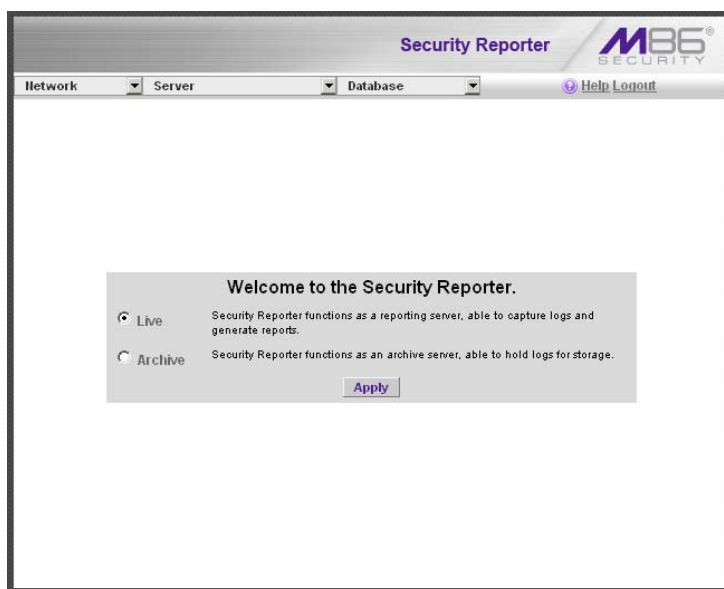 Security Reporter
M86®
SECURITY
Network Server Database Help Logout
Welcome to the Security Reporter.
Live Security Reporter functions as a reporting server, able to capture logs and
generate reports.
Archive Security Reporter functions as an archive server, able to hold logs for storage.
Apply